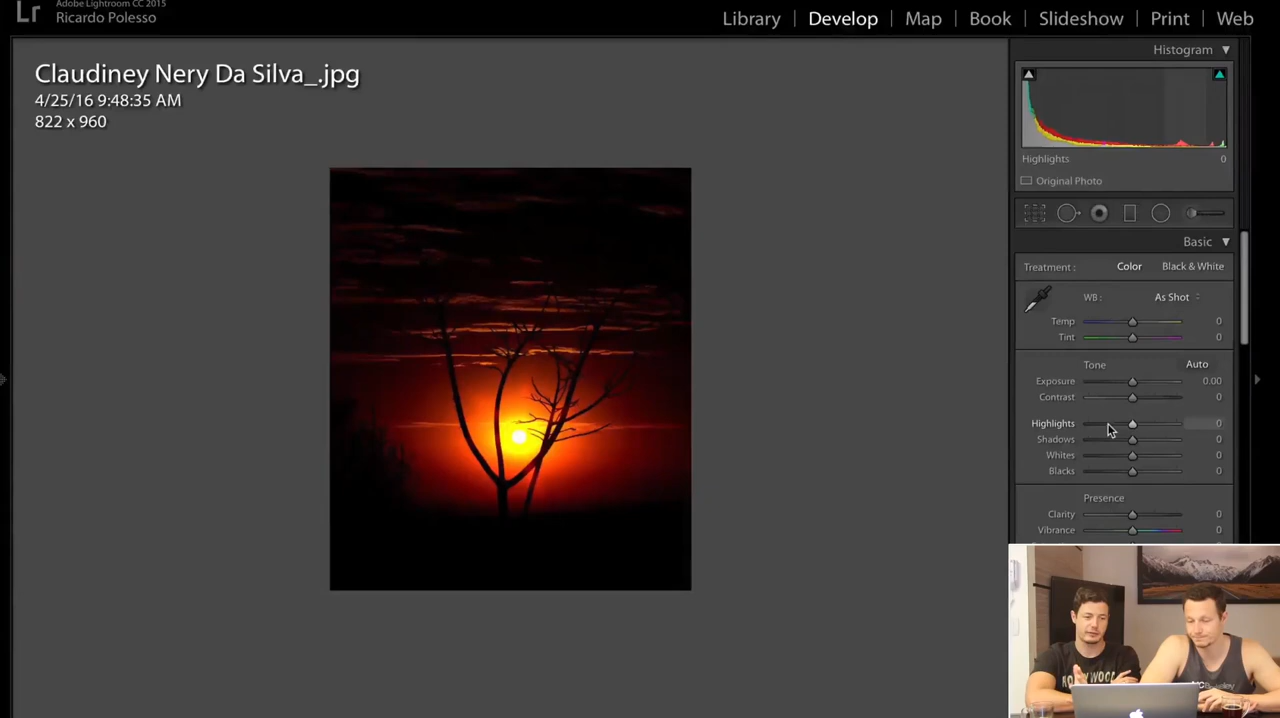 Lr
Adobe Lightroom CC 2015
Ricardo Polesso
Library | Develop | Map | Book | Slideshow | Print | Web
Claudiney Nery Da Silva_.jpg
4/25/16 9:48:35 AM
822 x 960
Histogram
Highlights 0
Original Photo
Basic
Treatment : Color Black & White
WB : As Shot
Temp 0
Tint 0
Tone Auto
Exposure 0.00
Contrast 0
Highlights 0
Shadows 0
Whites 0
Blacks 0
Presence
Clarity 0
Vibrance 0